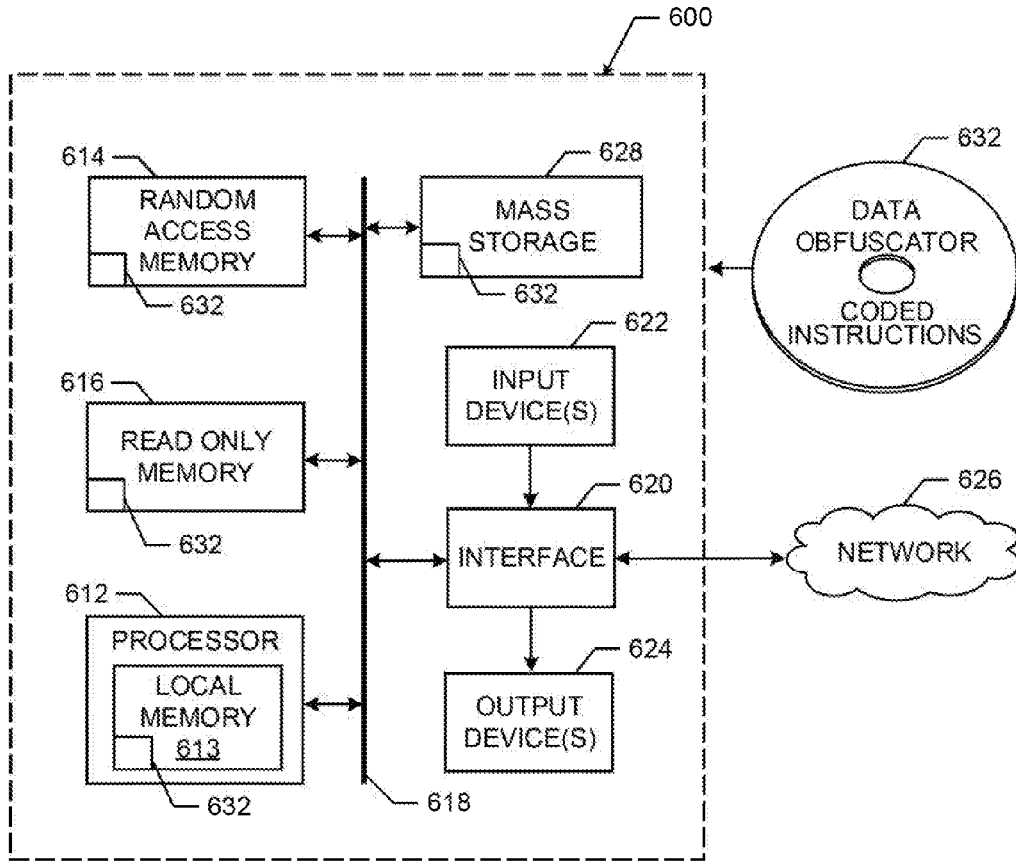 600
614
RANDOM
ACCESS
MEMORY
632
628
MASS
STORAGE
632
632
DATA
OBFUSCATOR
CODED
INSTRUCTIONS
616
READ ONLY
MEMORY
632
622
INPUT
DEVICE(S)
620
INTERFACE
626
NETWORK
612
PROCESSOR
LOCAL
MEMORY
613
632
618
624
OUTPUT
DEVICE(S)